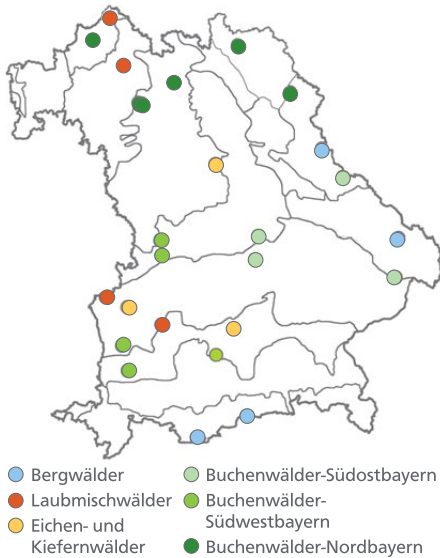 Bergwälder
Laubmischwälder
Eichen- und
Kiefernwälder
Buchenwälder-Südostbayern
Buchenwälder-
Südwestbayern
Buchenwälder-Nordbayern